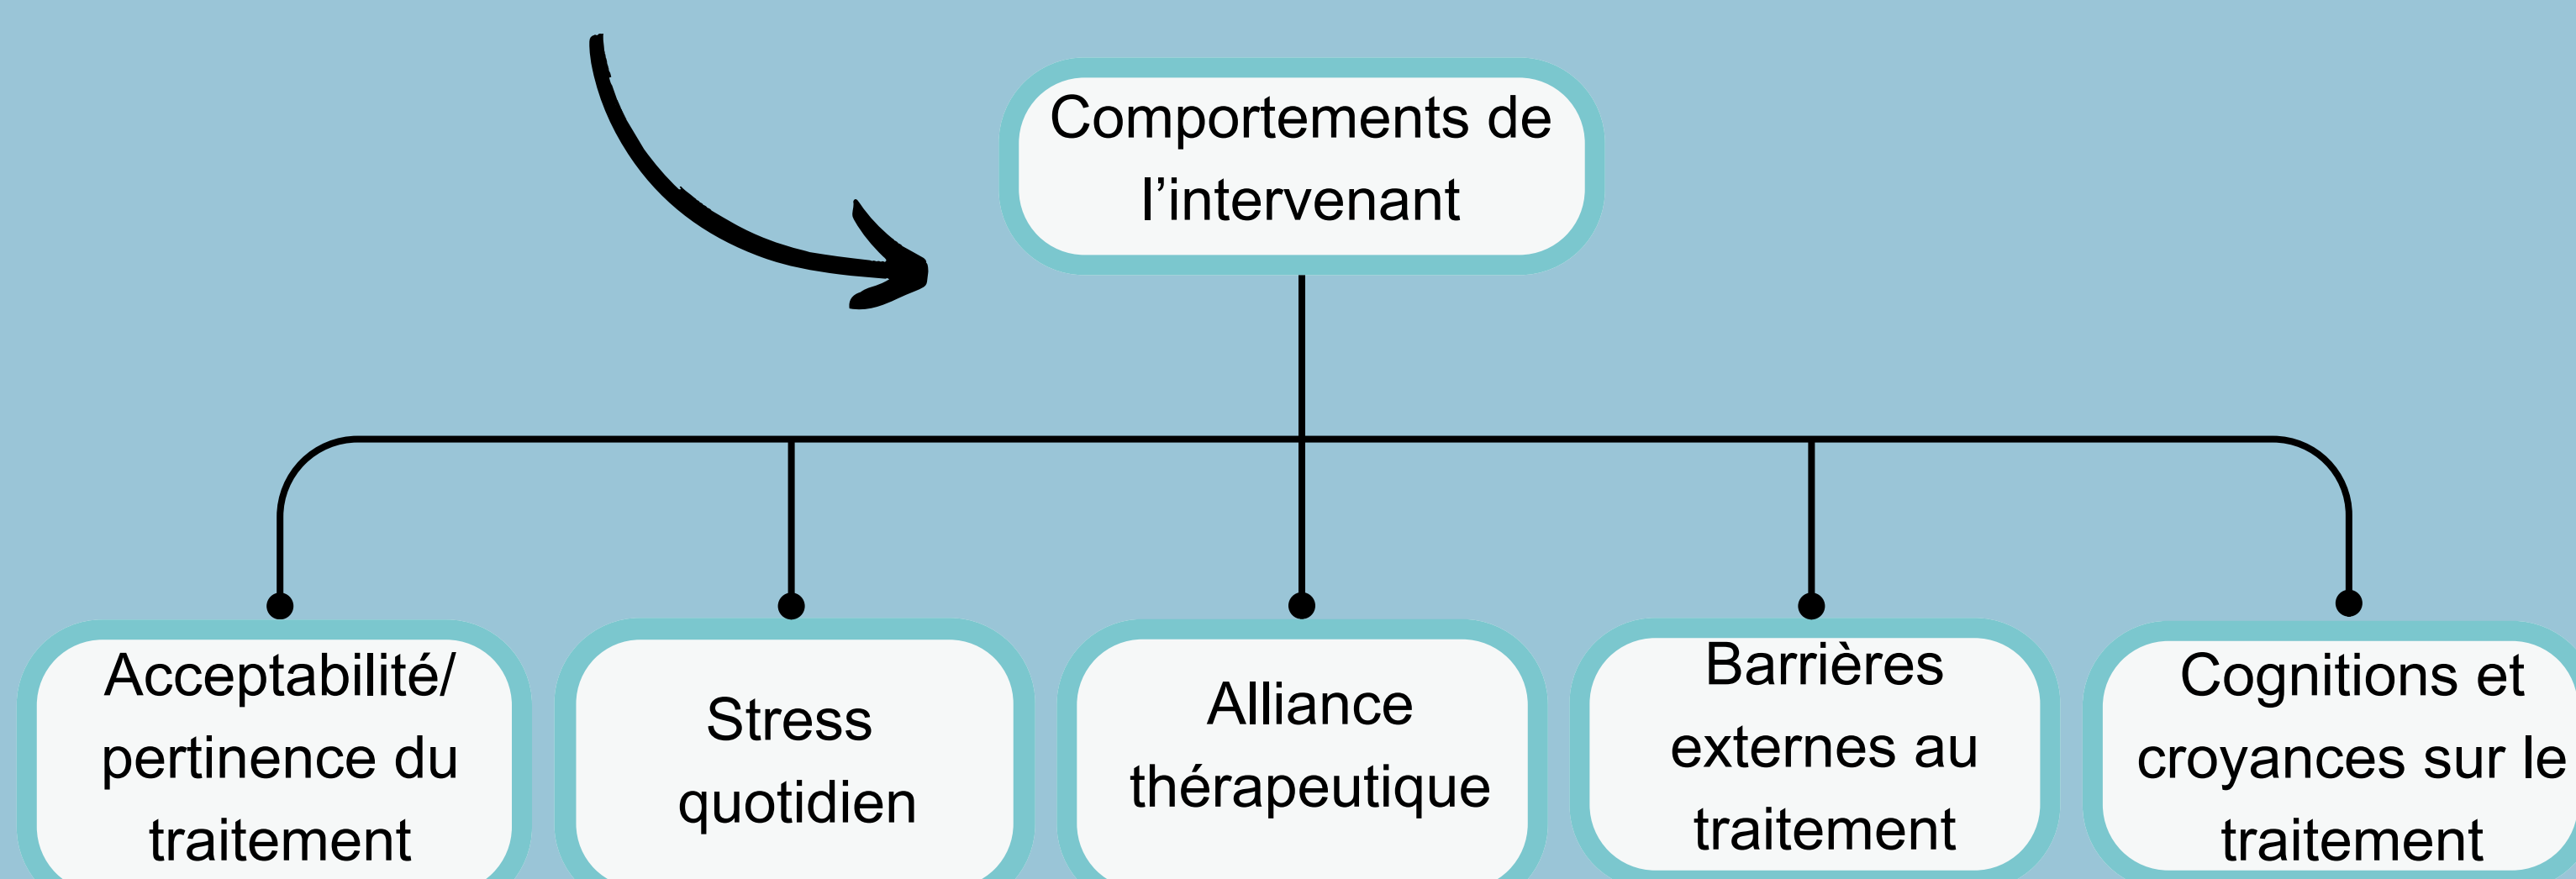 Comportements de
l’intervenant
Acceptabilité/
pertinence du
traitement
Stress
quotidien
Alliance
thérapeutique
Barrières
externes au
traitement
Cognitions et
croyances sur le
traitement